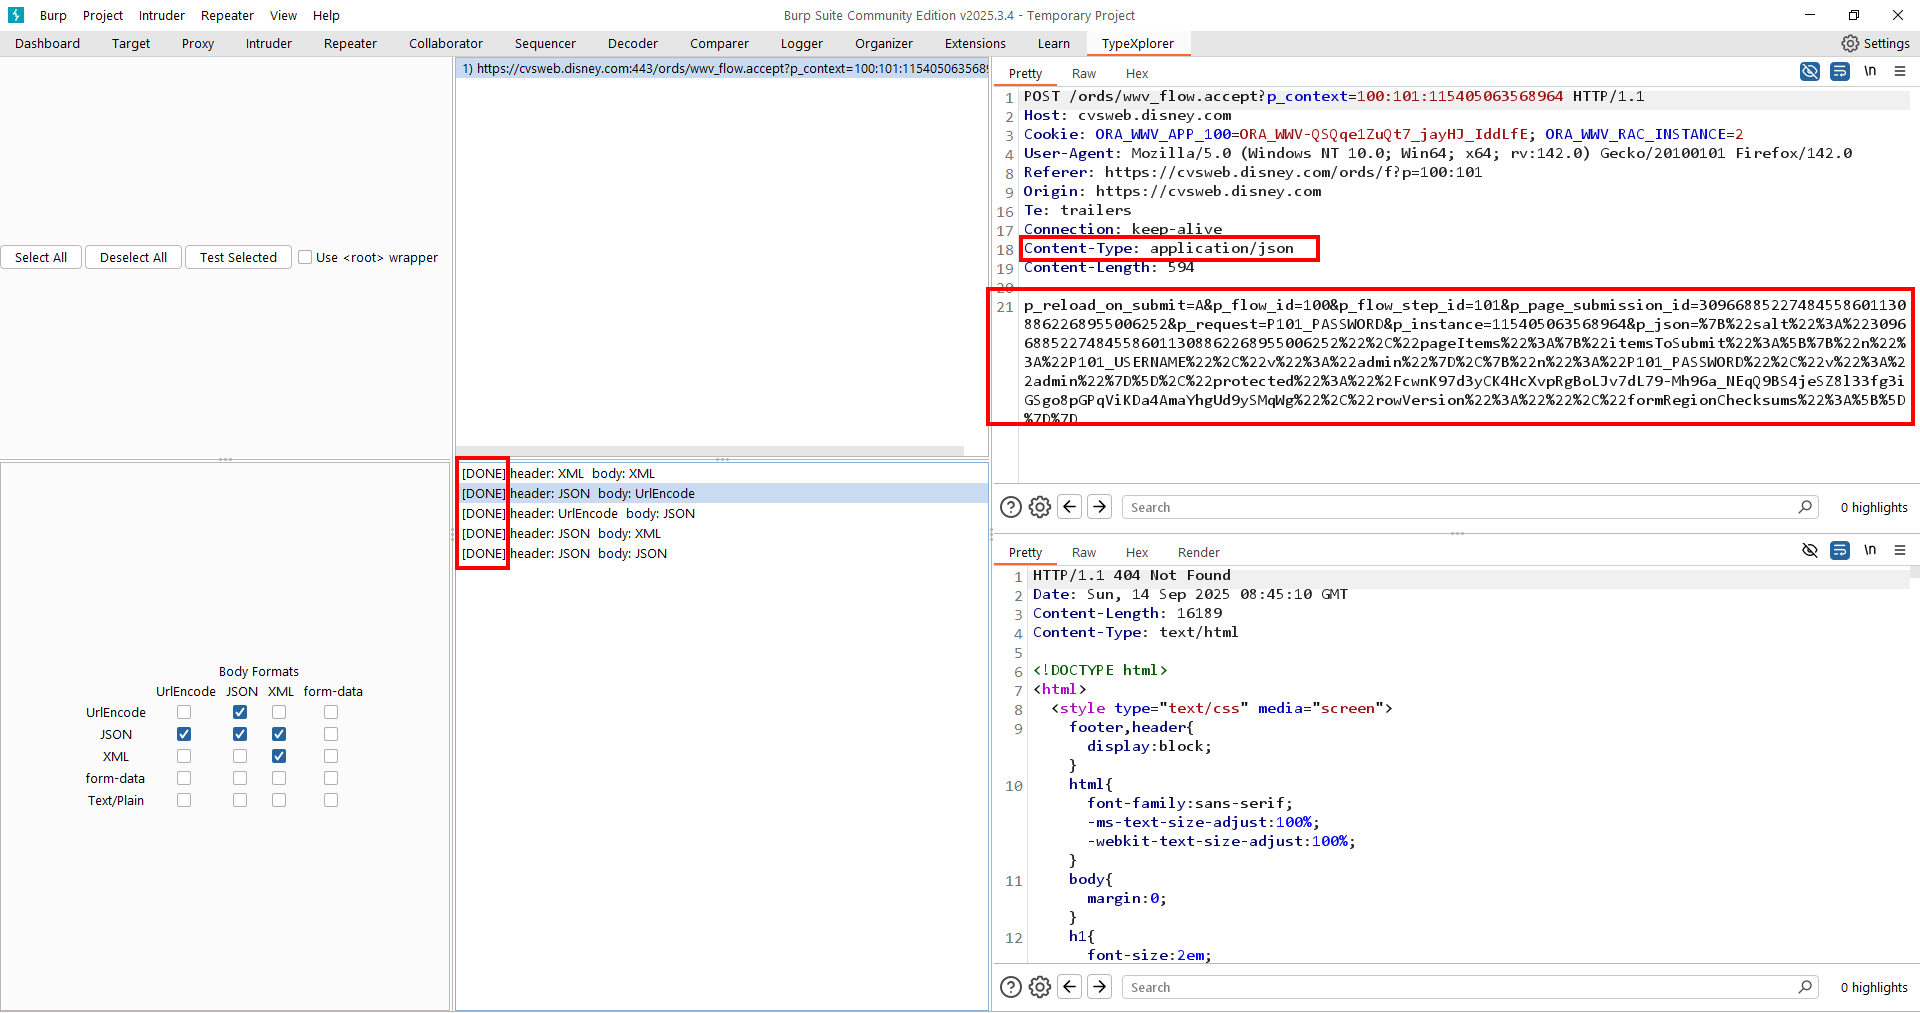 Burp Project Intruder Repeater View Help
Burp Suite Community Edition v2025.3.4 - Temporary Project
Dashboard Target Proxy Intruder Repeater Collaborator Sequencer Decoder Comparer Logger Organizer Extensions Learn TypeXplorer Settings
Select All Deselect All Test Selected Use <root> wrapper
Body Formats
UrlEncode JSON XML form-data
UrlEncode
JSON
XML
form-data
Text/Plain
1) https://cvsweb.disney.com:443/ords/wwv_flow.accept?p_context=100:101:1154050635689
[DONE] header: XML body: XML
[DONE] header: JSON body: UrlEncode
[DONE] header: UrlEncode body: JSON
[DONE] header: JSON body: XML
[DONE] header: JSON body: JSON
Pretty Raw Hex \n
1 POST /ords/wwv_flow.accept?p_context=100:101:115405063568964 HTTP/1.1
2 Host: cvsweb.disney.com
3 Cookie: ORA_WWV_APP_100=ORA_WWV-QSQqe1ZuQt7_jayHJ_IddLfE; ORA_WWV_RAC_INSTANCE=2
4 User-Agent: Mozilla/5.0 (Windows NT 10.0; Win64; x64; rv:142.0) Gecko/20100101 Firefox/142.0
8 Referer: https://cvsweb.disney.com/ords/f?p=100:101
9 Origin: https://cvsweb.disney.com
16 Te: trailers
17 Connection: keep-alive
18 Content-Type: application/json
19 Content-Length: 594
20
21 p_reload_on_submit=A&p_flow_id=100&p_flow_step_id=101&p_page_submission_id=30966885227484558601130
8862268955006252&p_request=P101_PASSWORD&p_instance=115405063568964&p_json=%7B%22salt%22%3A%223096
6885227484558601130886226895500​6252%22%2C%22pageItems%22%3A%7B%22itemsToSubmit%22%3A%5B%7B%22n%22%
3A%22P101_USERNAME%22%2C%22v%22%3A%22admin%22%7D%2C%7B%22n%22%3A%22P101_PASSWORD%22%2C%22v%22%3A%2
2admin%22%7D%5D%2C%22protected%22%3A%22%2FcwnK97d3yCK4HcXvpRgBoLJv7dL79-Mh96a_NEqQ9BS4jeSZ8l33fg3i
GSgo8pGPqViKDa4AmaYhgUd9ySMqWg%22%2C%22rowVersion%22%3A%22%22%2C%22formRegionChecksums%22%3A%5B%5D
%7D%7D
Search 0 highlights
Pretty Raw Hex Render \n
1 HTTP/1.1 404 Not Found
2 Date: Sun, 14 Sep 2025 08:45:10 GMT
3 Content-Length: 16189
4 Content-Type: text/html
5
6 <!DOCTYPE html>
7 <html>
8 <style type="text/css" media="screen">
9 footer,header{
display:block;
}
10 html{
font-family:sans-serif;
-ms-text-size-adjust:100%;
-webkit-text-size-adjust:100%;
}
11 body{
margin:0;
}
12 h1{
font-size:2em;
Search 0 highlights